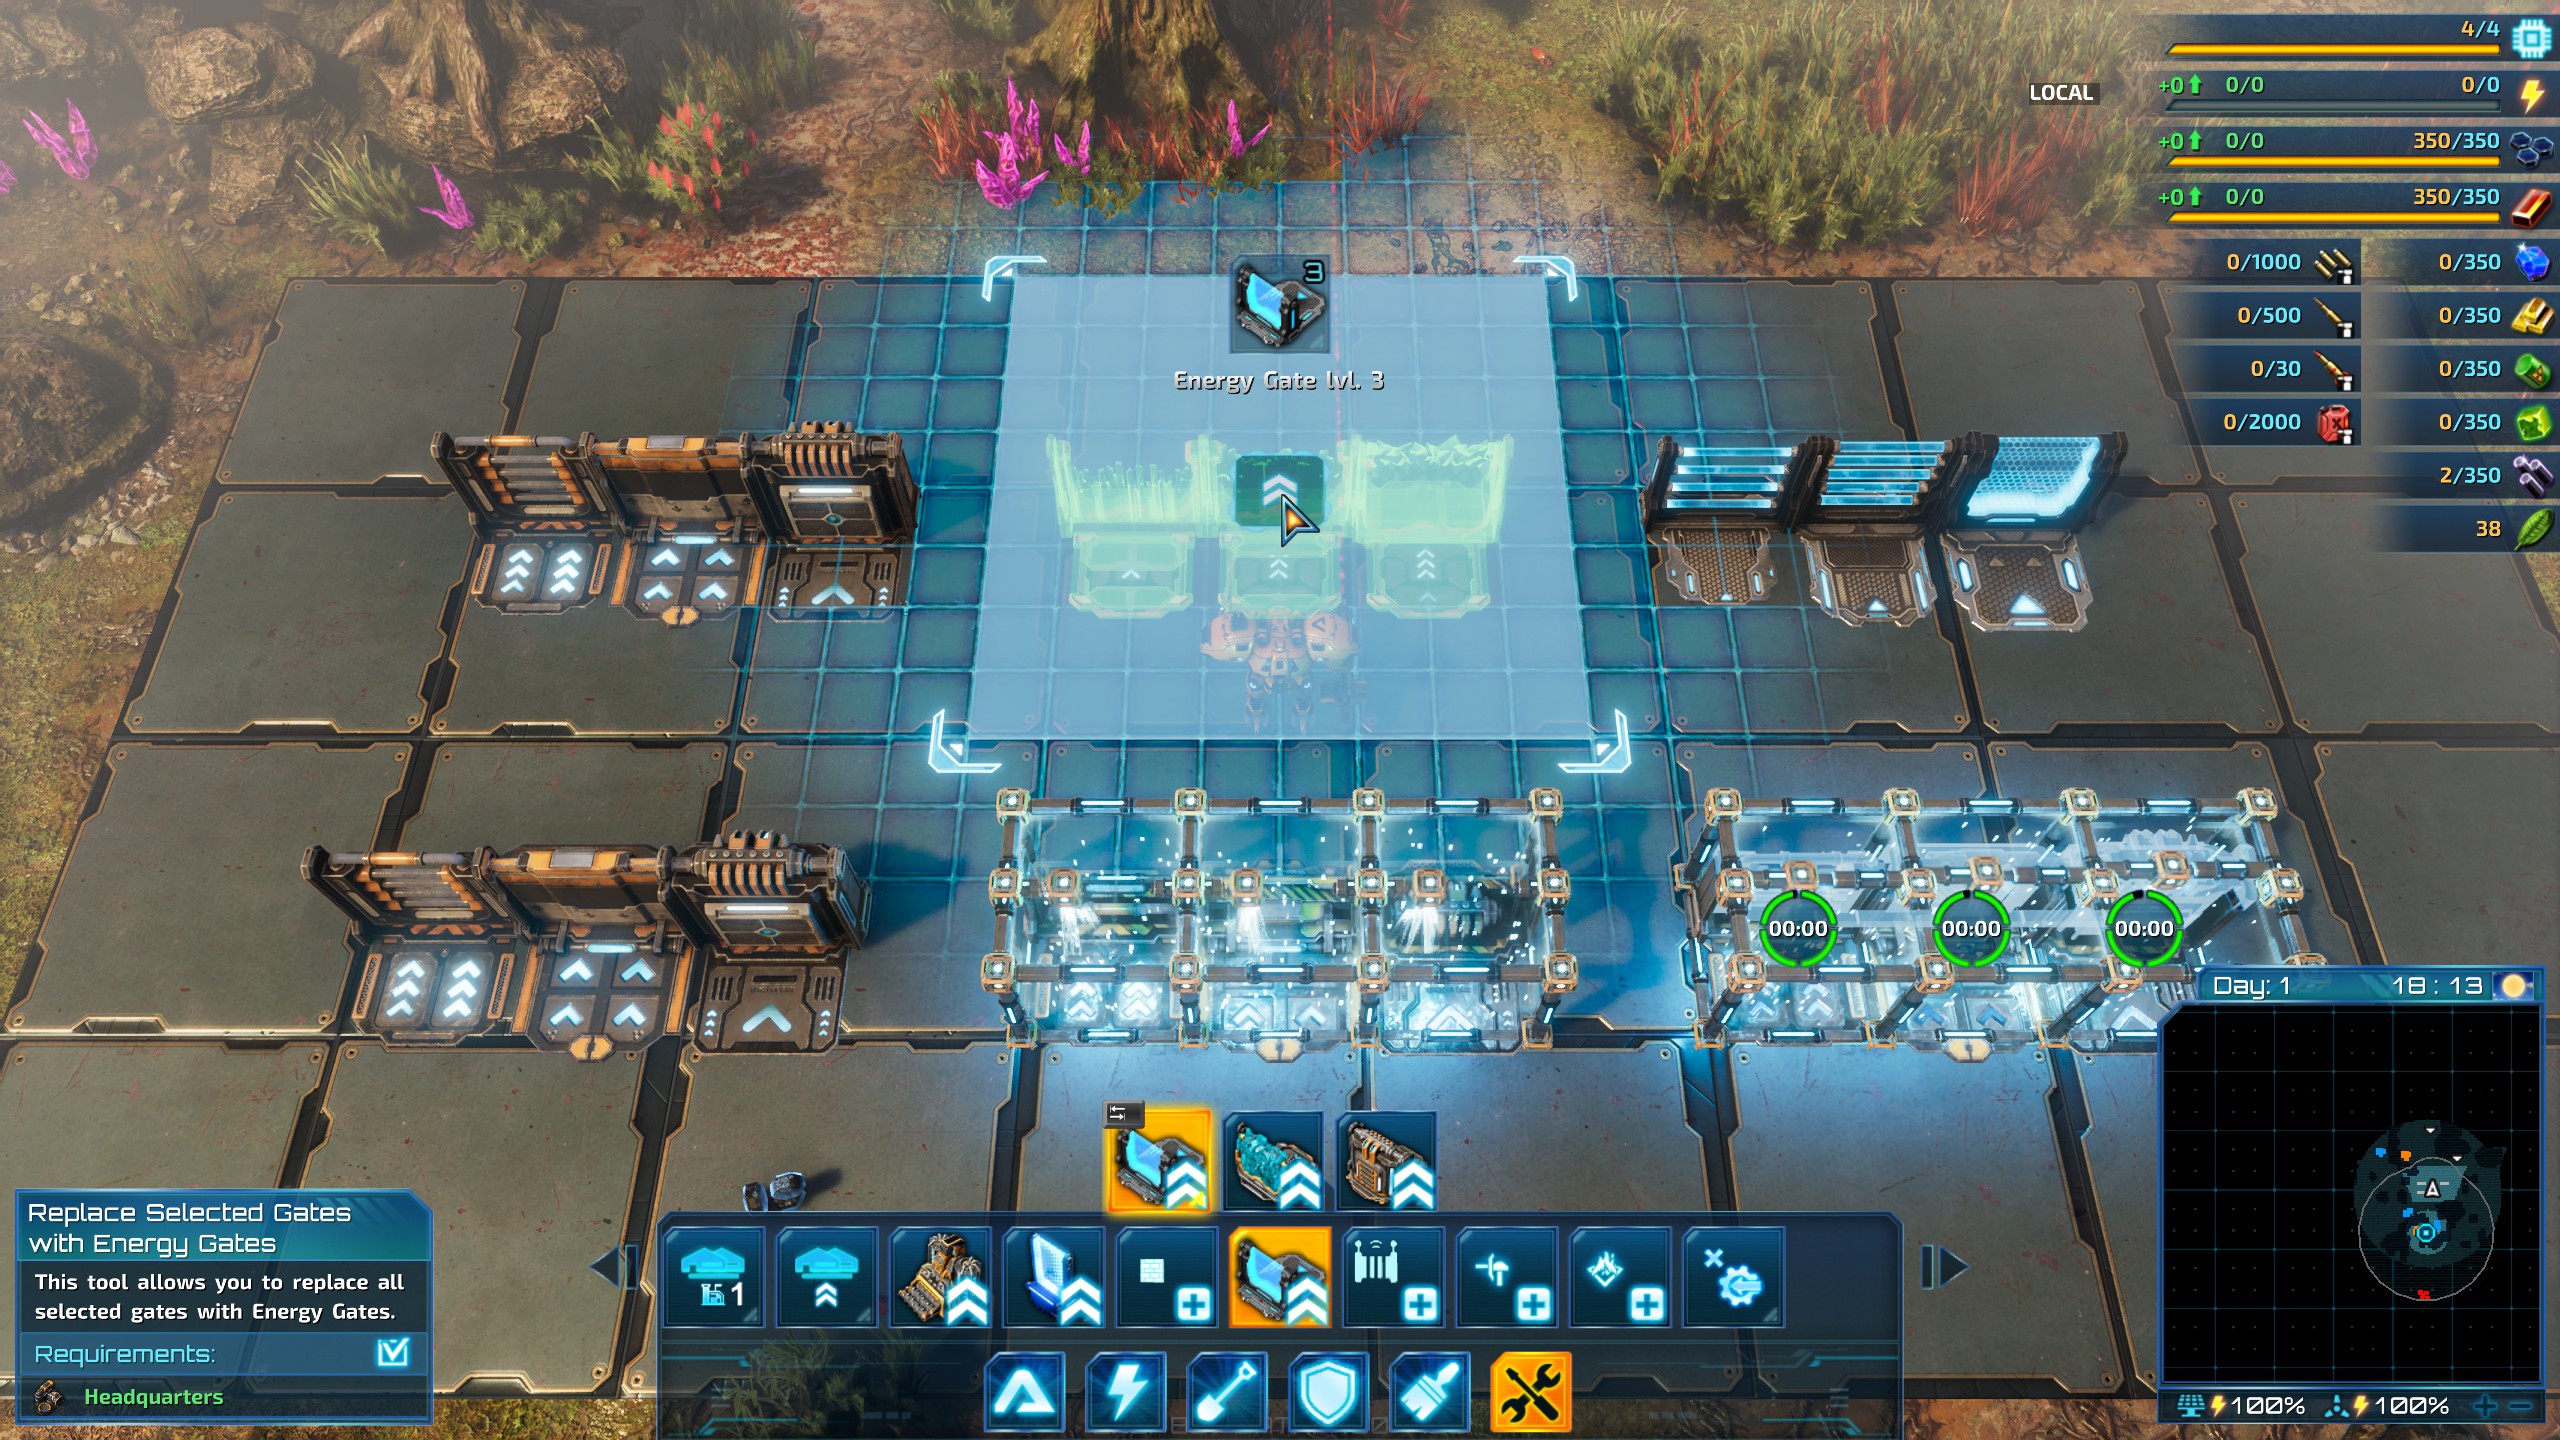 4/4
LOCAL
+0 0/0 0/0
+0 0/0 350/350
+0 0/0 350/350
0/1000 0/350
0/500 0/350
0/30 0/350
0/2000 0/350
2/350
38
3
Energy Gate lvl. 3
00:00 00:00 00:00
Day: 1 18 : 13
Replace Selected Gates
with Energy Gates
This tool allows you to replace all
selected gates with Energy Gates.
Requirements:
Headquarters
1
100% 100%